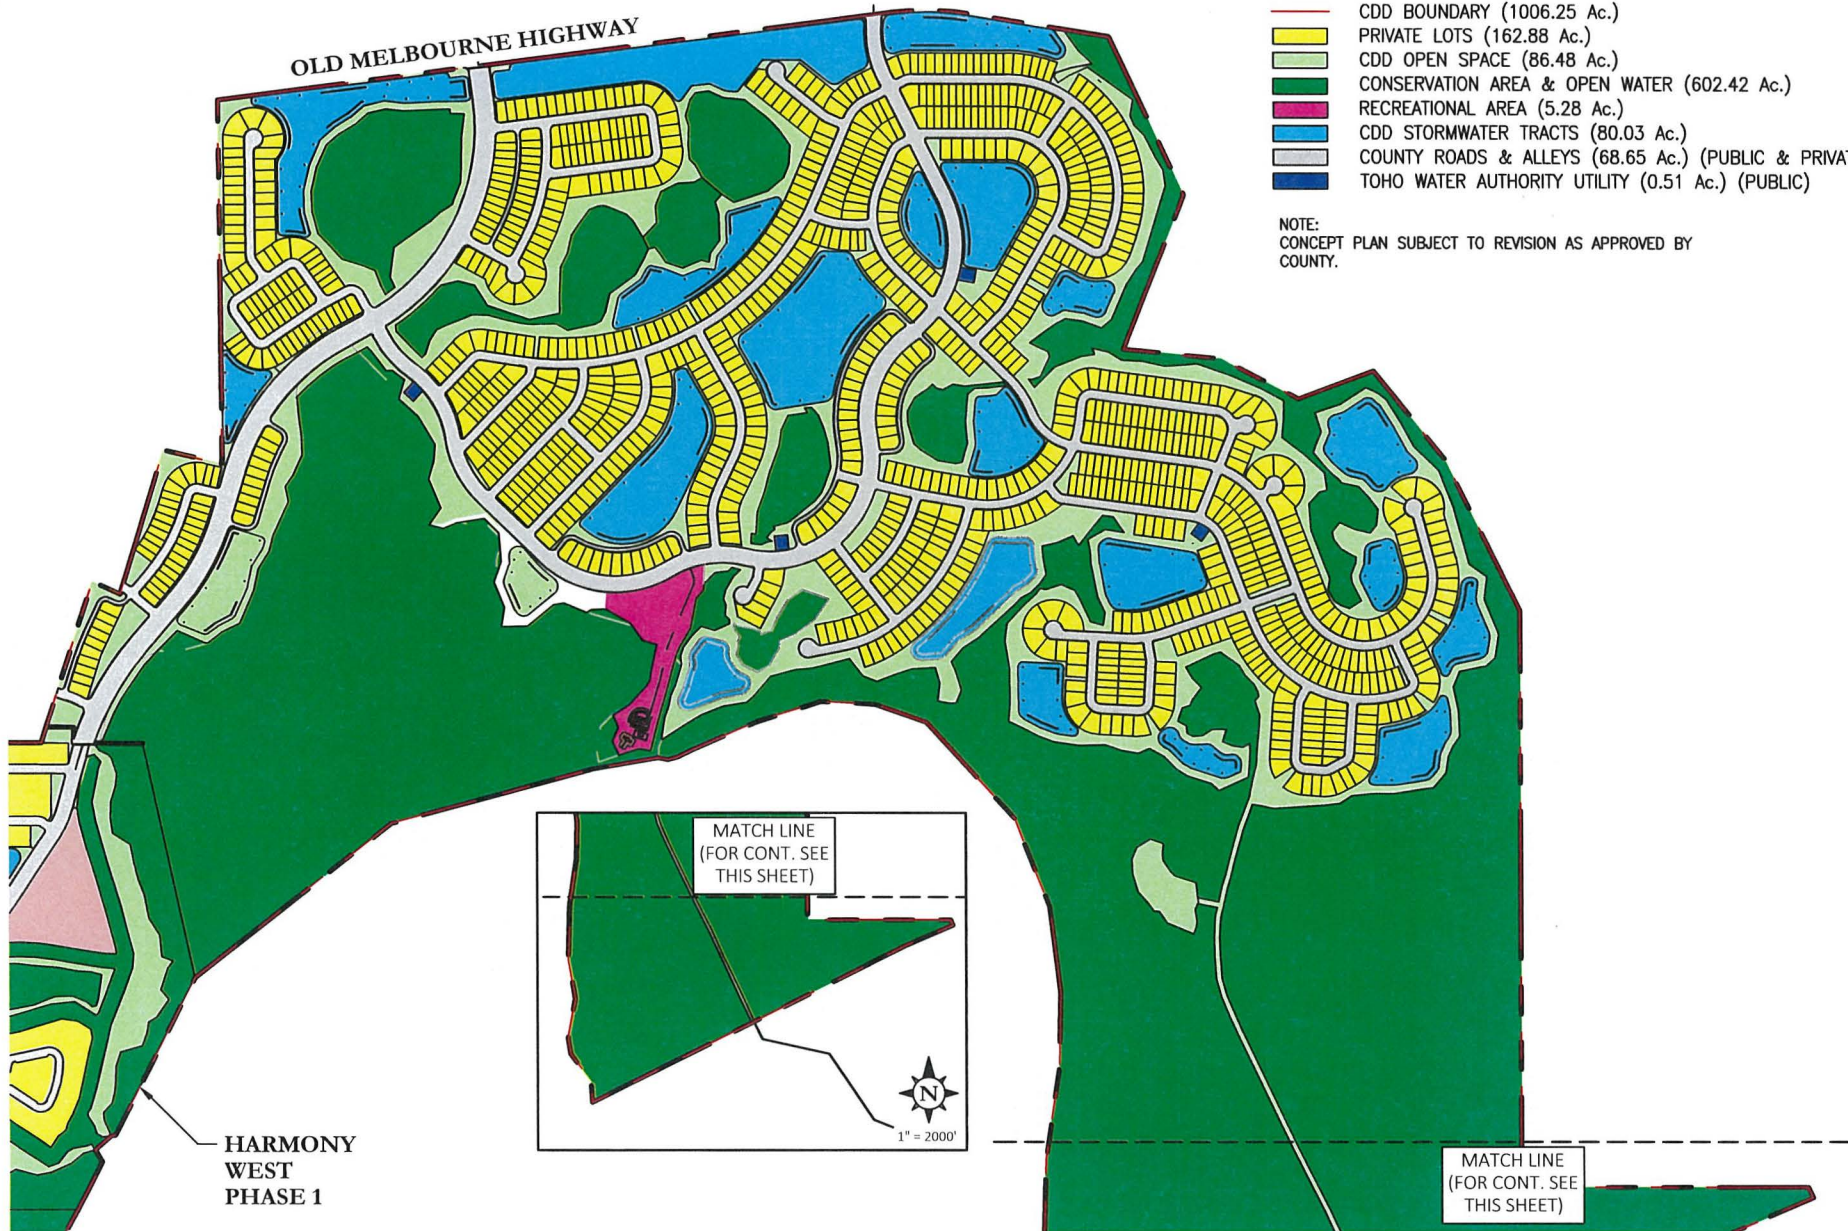 OLD MELBOURNE HIGHWAY
CDD BOUNDARY (1006.25 Ac.)
PRIVATE LOTS (162.88 Ac.)
CDD OPEN SPACE (86.48 Ac.)
CONSERVATION AREA & OPEN WATER (602.42 Ac.)
RECREATIONAL AREA (5.28 Ac.)
CDD STORMWATER TRACTS (80.03 Ac.)
COUNTY ROADS & ALLEYS (68.65 Ac.) (PUBLIC & PRIVAT
TOHO WATER AUTHORITY UTILITY (0.51 Ac.) (PUBLIC)
NOTE:
CONCEPT PLAN SUBJECT TO REVISION AS APPROVED BY
COUNTY.
MATCH LINE
(FOR CONT. SEE
THIS SHEET)
N
1" = 2000'
HARMONY
WEST
PHASE 1
MATCH LINE
(FOR CONT. SEE
THIS SHEET)